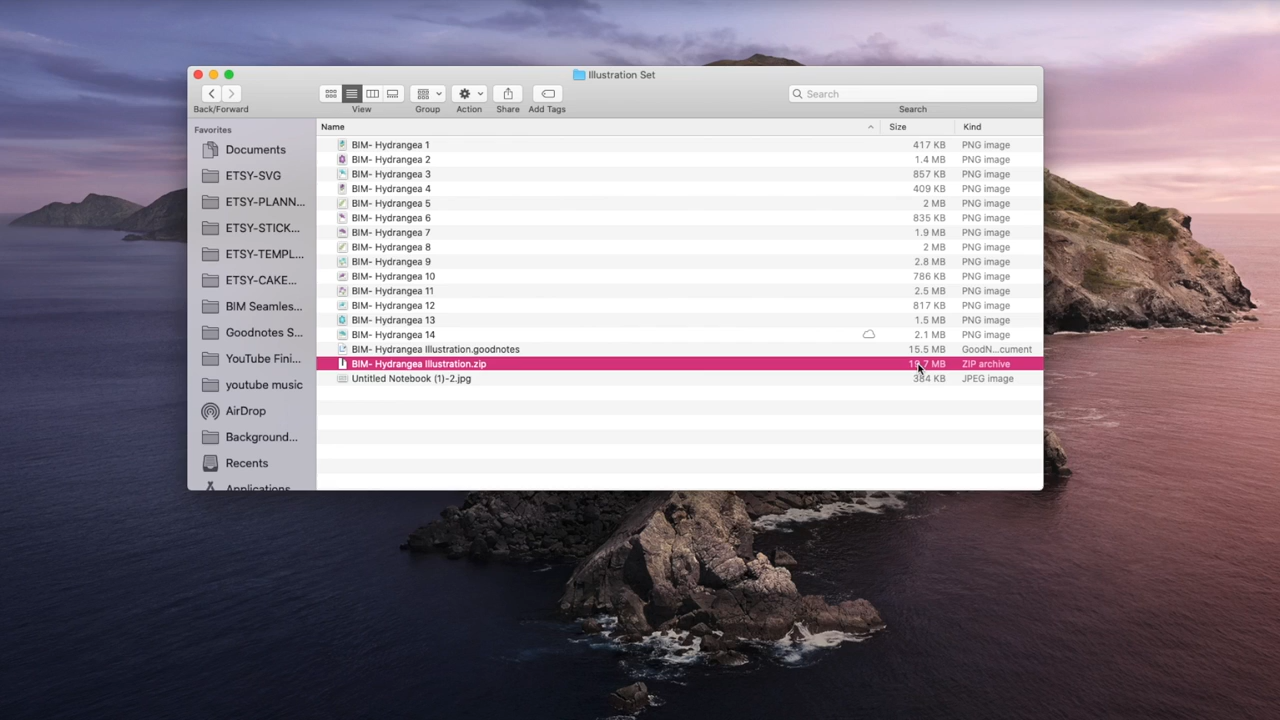 Illustration Set
Back/Forward
View
Group
Action
Share
Add Tags
Search
Search
Favorites
Documents
ETSY-SVG
ETSY-PLANN...
ETSY-STICK...
ETSY-TEMPL...
ETSY-CAKE...
BIM Seamles...
Goodnotes S...
YouTube Fini...
youtube music
AirDrop
Background...
Recents
Applications
Name Size Kind
BIM- Hydrangea 1 417 KB PNG image
BIM- Hydrangea 2 1.4 MB PNG image
BIM- Hydrangea 3 857 KB PNG image
BIM- Hydrangea 4 409 KB PNG image
BIM- Hydrangea 5 2 MB PNG image
BIM- Hydrangea 6 835 KB PNG image
BIM- Hydrangea 7 1.9 MB PNG image
BIM- Hydrangea 8 2 MB PNG image
BIM- Hydrangea 9 2.8 MB PNG image
BIM- Hydrangea 10 786 KB PNG image
BIM- Hydrangea 11 2.5 MB PNG image
BIM- Hydrangea 12 817 KB PNG image
BIM- Hydrangea 13 1.5 MB PNG image
BIM- Hydrangea 14 2.1 MB PNG image
BIM- Hydrangea Illustration.goodnotes 15.5 MB GoodN...cument
BIM- Hydrangea Illustration.zip MB ZIP archive
Untitled Notebook (1)-2.jpg 384 KB JPEG image